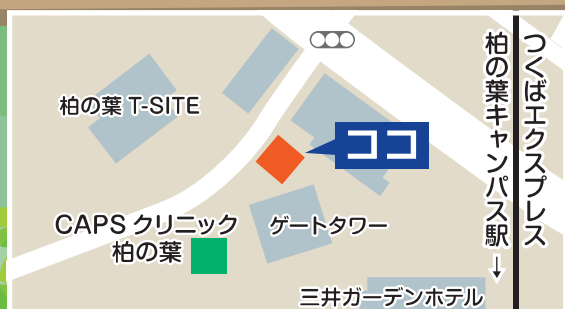 つくばエクスプレス
柏の葉キャンパス駅→
柏の葉 T-SITE
ココ
CAPS クリニック
柏の葉
ゲートタワー
三井ガーデンホテル